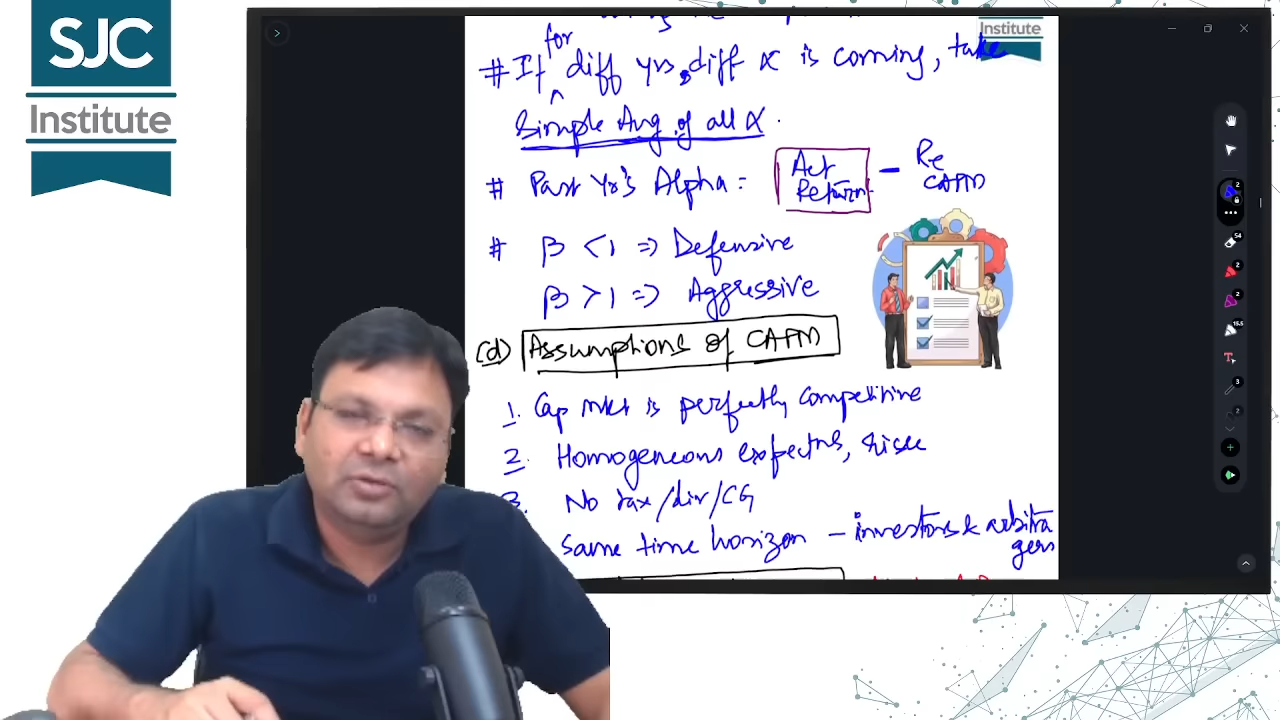 SJC
Institute
Institute
for
# If diff yrs, diff α is coming, take
Simple Avg. of all α.
# Past Yr's Alpha = Act Return - Re CAPM
# β < 1 => Defensive
β > 1 => Aggressive
(d) Assumptions of CAPM
1. Cap Mkt is perfectly competitive
2. Homogeneous expectns, risk
3. No tax/div/CG
same time horizon - investors & arbitra
gers